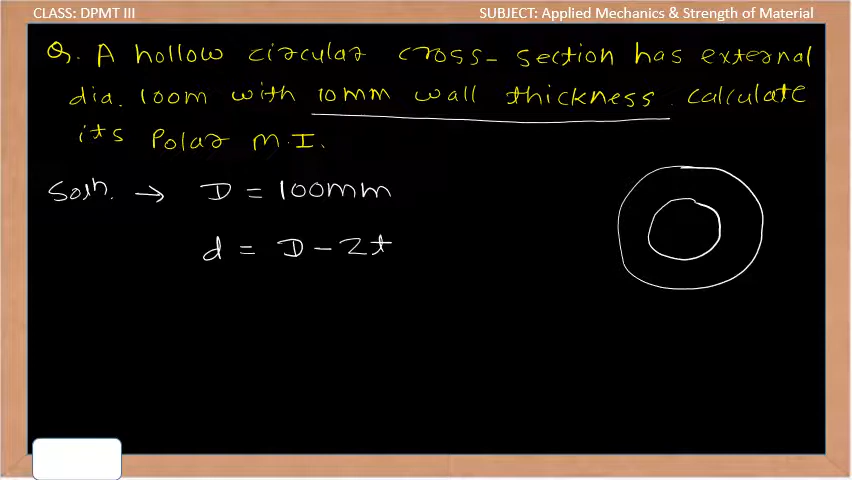 CLASS: DPMT III
SUBJECT: Applied Mechanics & Strength of Material
Q. A hollow circular cross-section has external
dia. 100m with 10mm wall thickness. calculate
its Polar M.I.
Soln. → D = 100mm
d = D - 2t